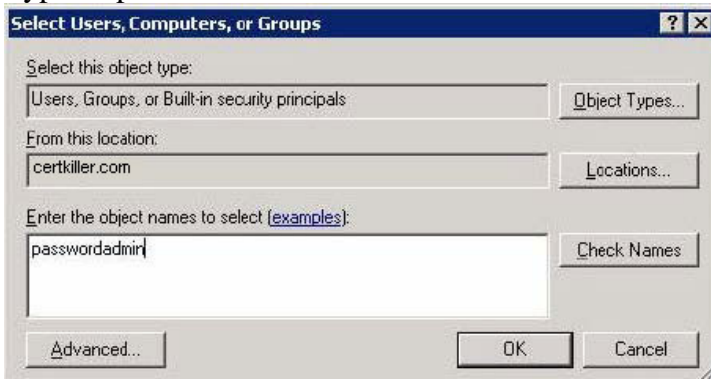 Select Users, Computers, or Groups
Select this object type:
Users, Groups, or Built-in security principals
Object Types...
From this location:
certkiller.com
Locations...
Enter the object names to select (examples):
passwordadmin
Check Names
Advanced...
OK
Cancel